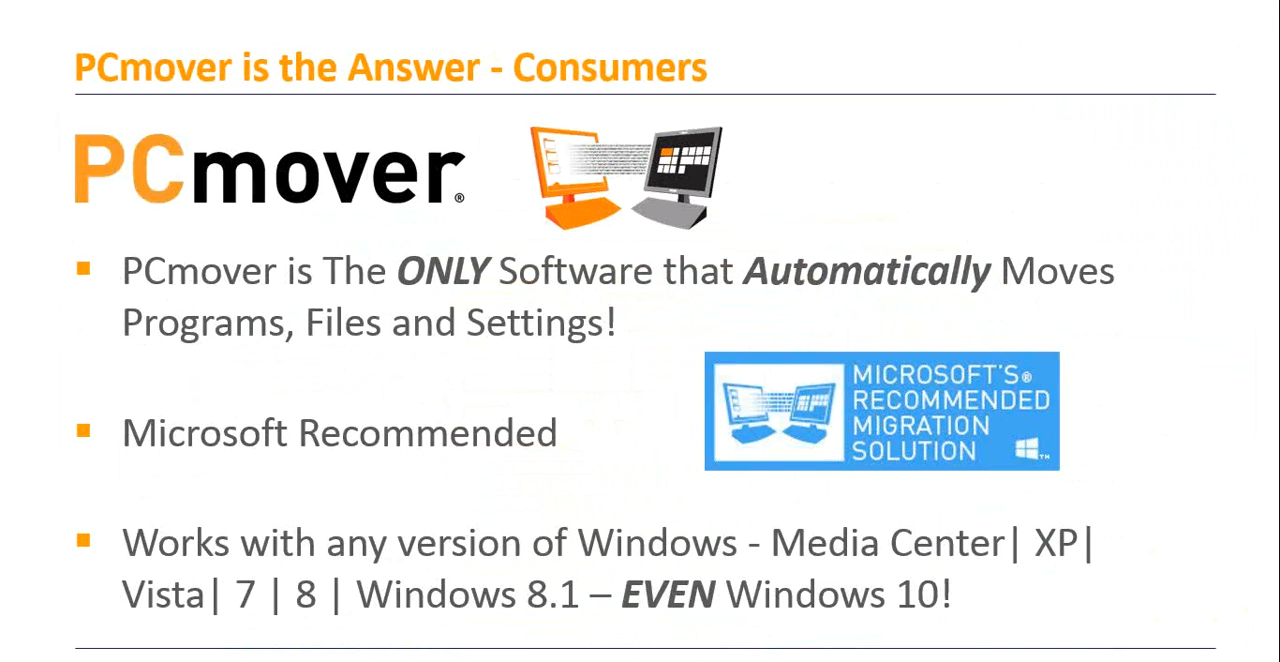 PCmover is the Answer - Consumers
PCmover®
PCmover is The ONLY Software that Automatically Moves
Programs, Files and Settings!
MICROSOFT'S®
RECOMMENDED
MIGRATION
SOLUTION
TM
Microsoft Recommended
Works with any version of Windows - Media Center| XP|
Vista| 7 | 8 | Windows 8.1 – EVEN Windows 10!